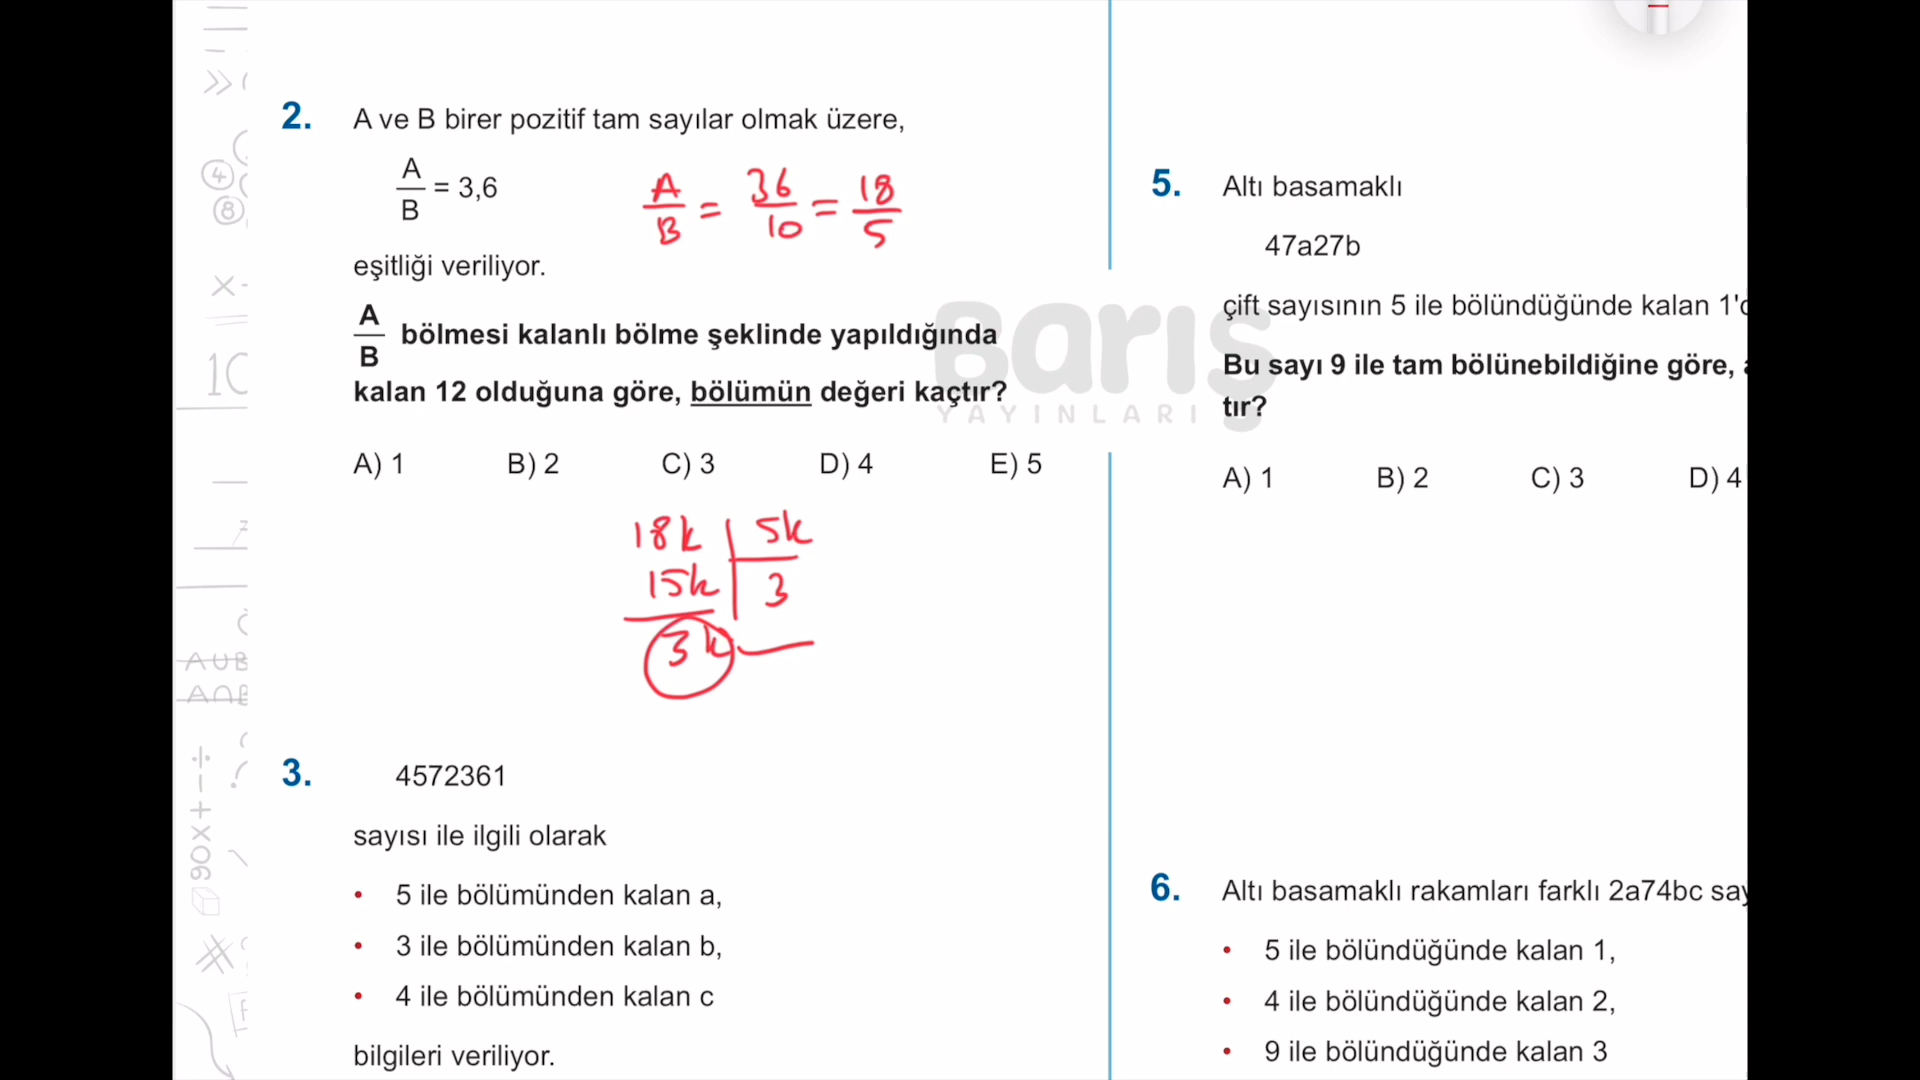 2.
A ve B birer pozitif tam sayılar olmak üzere,
A/B = 3,6
A/B = 36/10 = 18/5
eşitliği veriliyor.
A/B bölmesi kalanlı bölme şeklinde yapıldığında
kalan 12 olduğuna göre, bölümün değeri kaçtır?
A) 1 B) 2 C) 3 D) 4 E) 5
18k | 5k
15k | 3
3k
3.
4572361
sayısı ile ilgili olarak
• 5 ile bölümünden kalan a,
• 3 ile bölümünden kalan b,
• 4 ile bölümünden kalan c
bilgileri veriliyor.
Barış
YAYINLARI
5.
Altı basamaklı
47a27b
çift sayısının 5 ile bölündüğünde kalan 1'
Bu sayı 9 ile tam bölünebildiğine göre,
tır?
A) 1 B) 2 C) 3 D) 4
6.
Altı basamaklı rakamları farklı 2a74bc say
• 5 ile bölündüğünde kalan 1,
• 4 ile bölündüğünde kalan 2,
• 9 ile bölündüğünde kalan 3